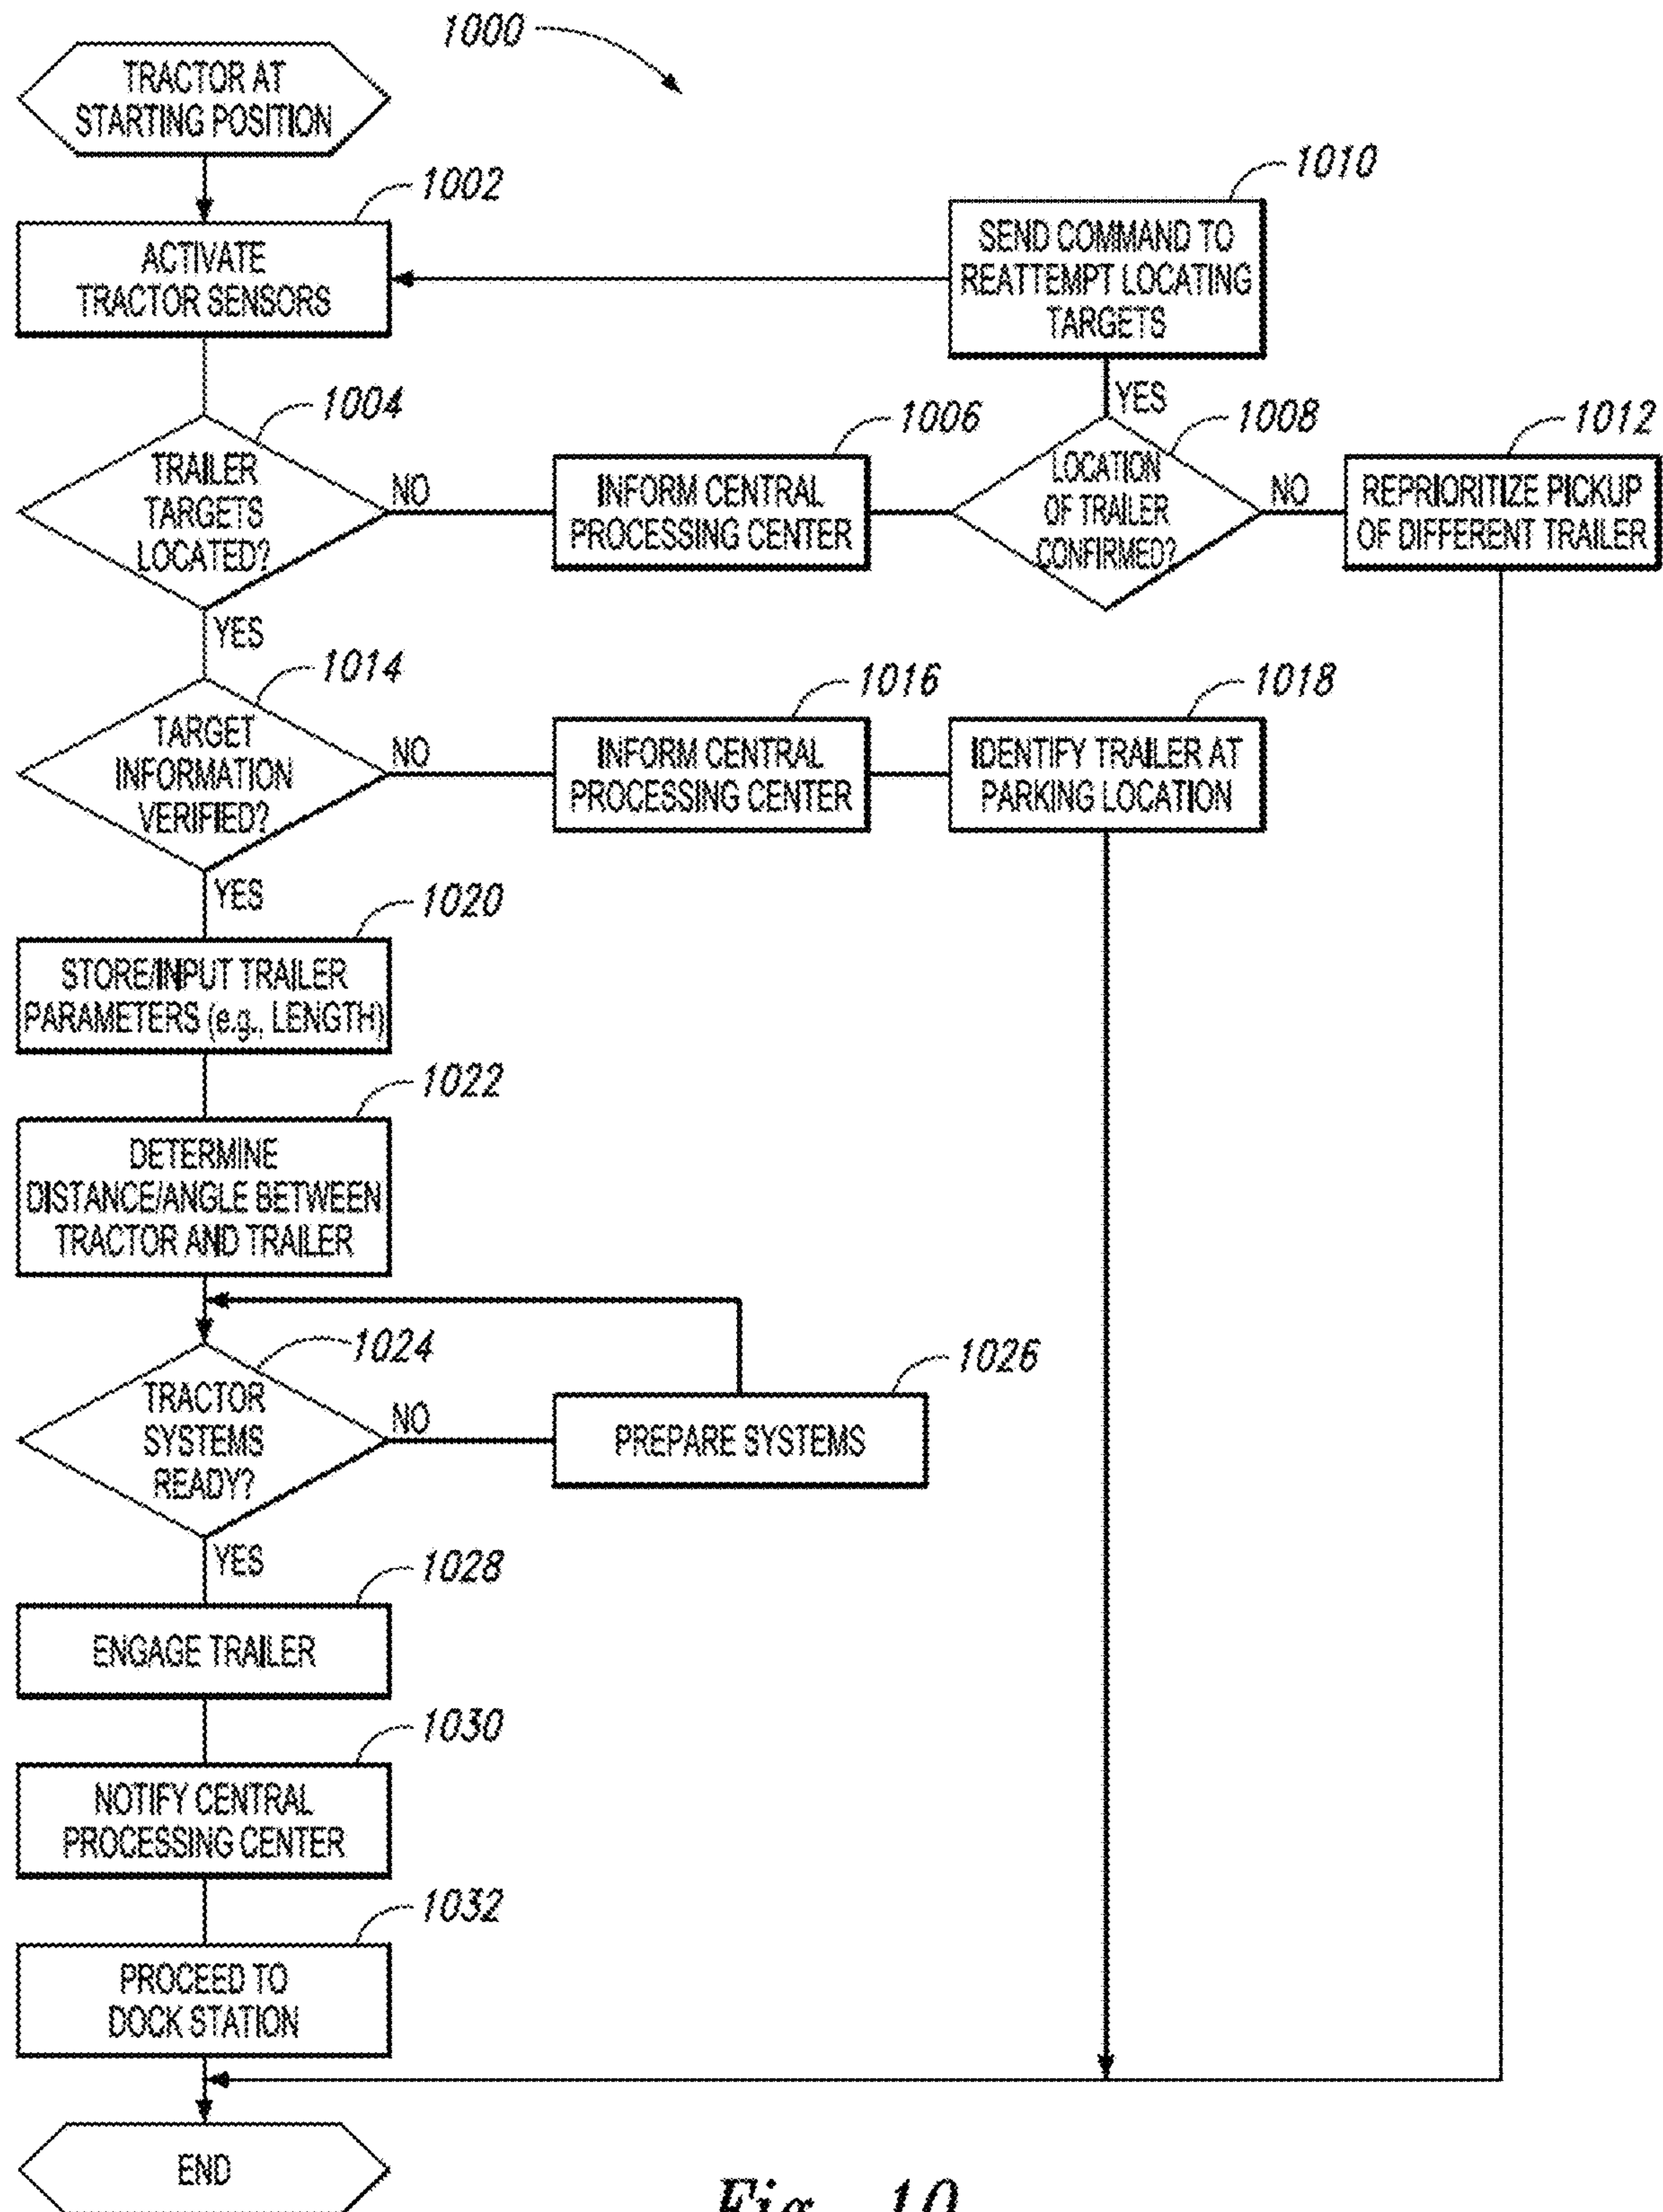 1000
TRACTOR AT
STARTING POSITION
1002
ACTIVATE
TRACTOR SENSORS
1010
SEND COMMAND TO
REATTEMPT LOCATING
TARGETS
YES
1004
TRAILER
TARGETS
LOCATED?
NO
1006
INFORM CENTRAL
PROCESSING CENTER
1008
LOCATION
OF TRAILER
CONFIRMED?
NO
1012
REPRIORITIZE PICKUP
OF DIFFERENT TRAILER
YES
1014
TARGET
INFORMATION
VERIFIED?
NO
1016
INFORM CENTRAL
PROCESSING CENTER
1018
IDENTIFY TRAILER AT
PARKING LOCATION
YES
1020
STORE/INPUT TRAILER
PARAMETERS (e.g., LENGTH)
1022
DETERMINE
DISTANCE/ANGLE BETWEEN
TRACTOR AND TRAILER
1024
TRACTOR
SYSTEMS
READY?
NO
1026
PREPARE SYSTEMS
YES
1028
ENGAGE TRAILER
1030
NOTIFY CENTRAL
PROCESSING CENTER
1032
PROCEED TO
DOCK STATION
END
Fig. 10